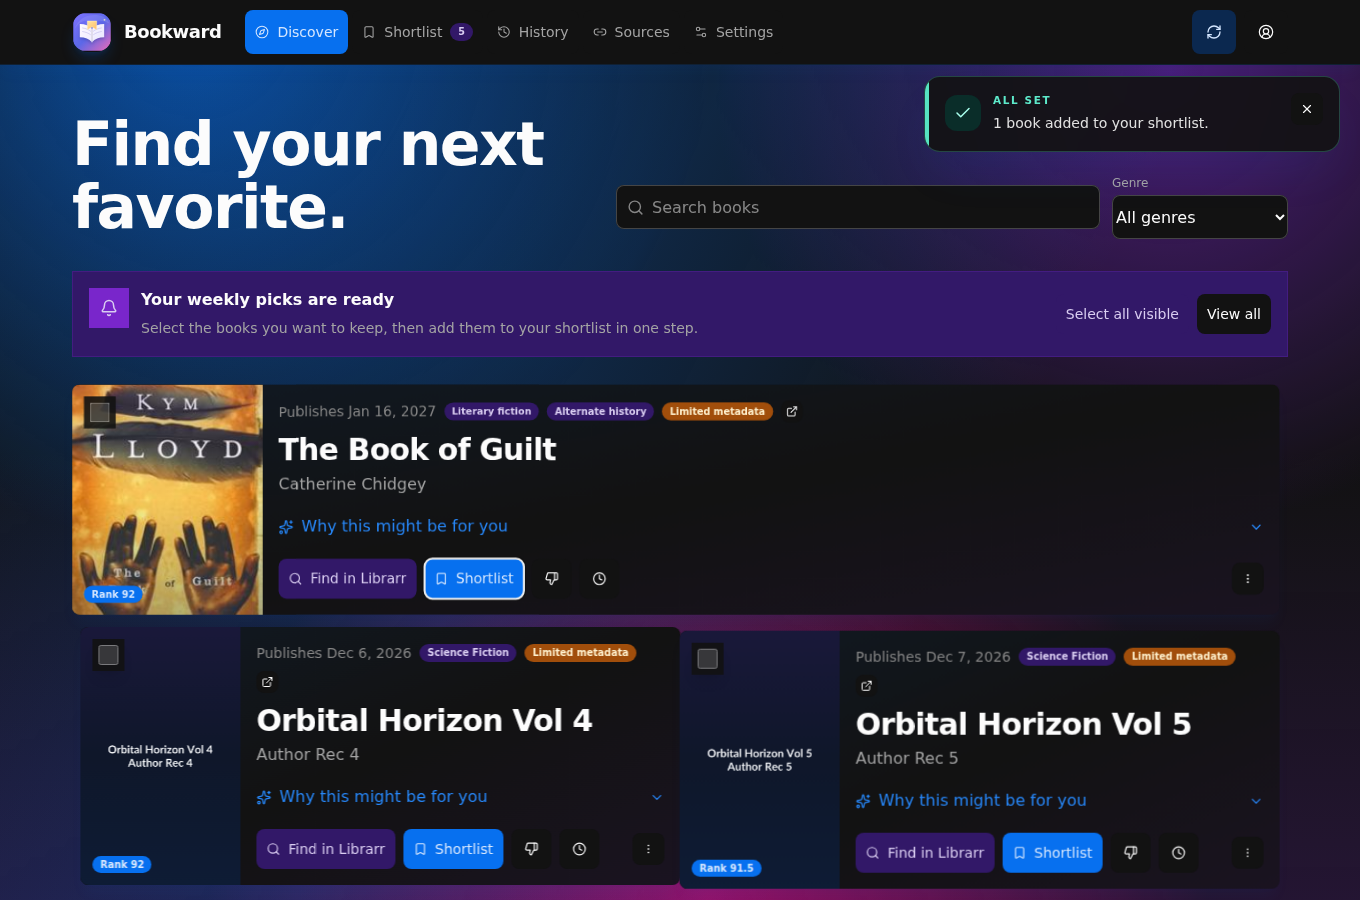 Bookward
Discover
Shortlist 5
History
Sources
Settings
ALL SET
1 book added to your shortlist.
Find your next
favorite.
Search books
Genre
All genres
Your weekly picks are ready
Select the books you want to keep, then add them to your shortlist in one step.
Select all visible
View all
KYM
LLOYD
The
of Guilt
Rank 92
Publishes Jan 16, 2027 Literary fiction Alternate history Limited metadata
The Book of Guilt
Catherine Chidgey
Why this might be for you
Find in Librarr
Shortlist
Orbital Horizon Vol 4
Author Rec 4
Rank 92
Publishes Dec 6, 2026 Science Fiction Limited metadata
Orbital Horizon Vol 4
Author Rec 4
Why this might be for you
Find in Librarr
Shortlist
Orbital Horizon Vol 5
Author Rec 5
Rank 91.5
Publishes Dec 7, 2026 Science Fiction Limited metadata
Orbital Horizon Vol 5
Author Rec 5
Why this might be for you
Find in Librarr
Shortlist